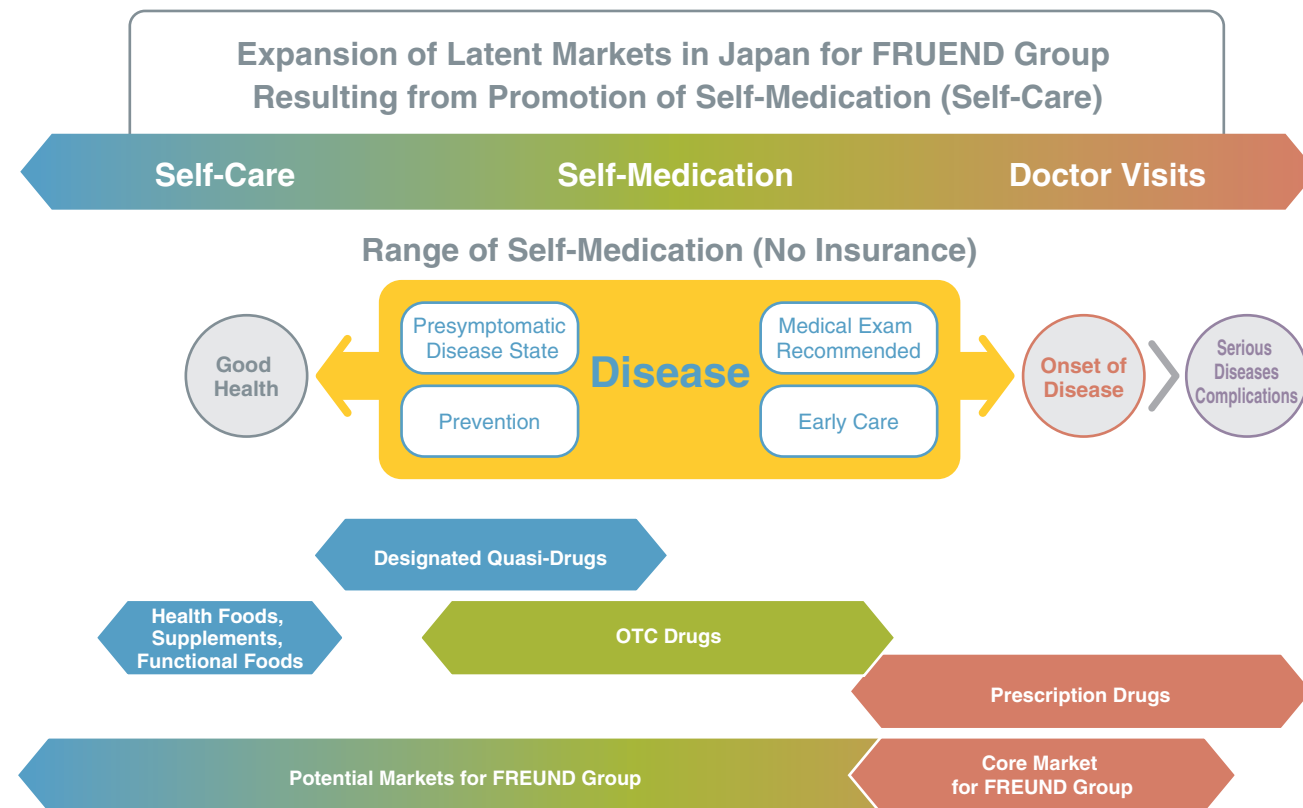 Expansion of Latent Markets in Japan for FRUEND Group
Resulting from Promotion of Self-Medication (Self-Care)
Self-Care
Self-Medication
Doctor Visits
Range of Self-Medication (No Insurance)
Good
Health
Presymptomatic
Disease State
Prevention
Disease
Medical Exam
Recommended
Early Care
Onset of
Disease
Serious
Diseases
Complications
Designated Quasi-Drugs
Health Foods,
Supplements,
Functional Foods
OTC Drugs
Prescription Drugs
Potential Markets for FREUND Group
Core Market
for FREUND Group